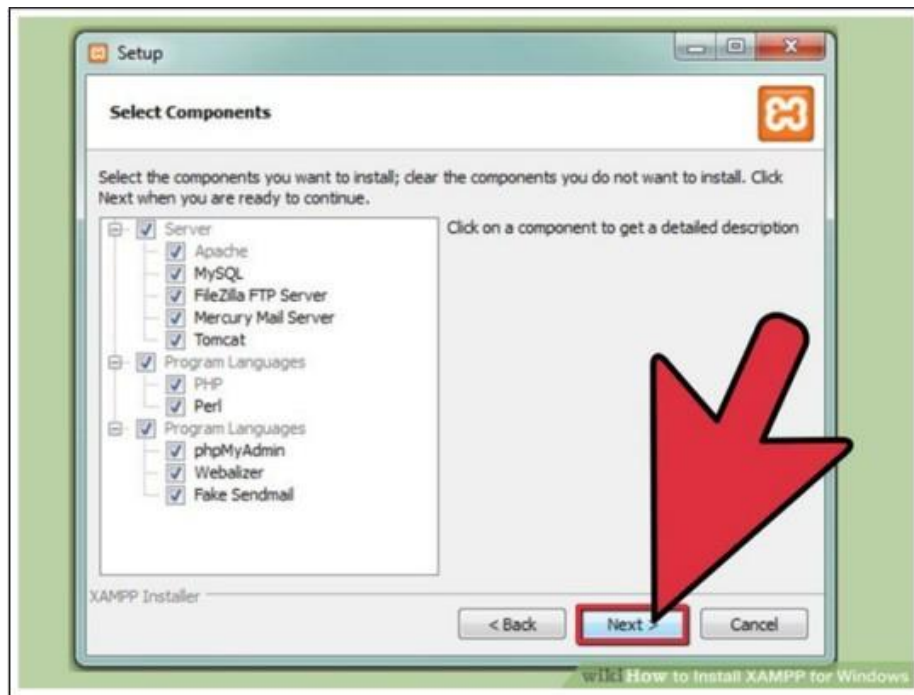 Setup
Select Components
Select the components you want to install; clear the components you do not want to install. Click
Next when you are ready to continue.
Server
Apache
MySQL
FileZilla FTP Server
Mercury Mail Server
Tomcat
Program Languages
PHP
Perl
Program Languages
phpMyAdmin
Webalizer
Fake Sendmail
Click on a component to get a detailed description
XAMPP Installer
< Back
Next >
Cancel
wikiHow to Install XAMPP for Windows